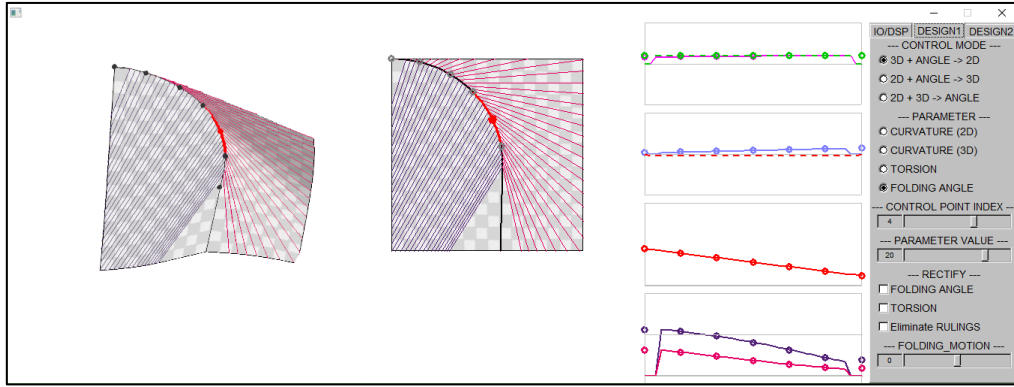 IO/DSP DESIGN1 DESIGN2
--- CONTROL MODE ---
3D + ANGLE -> 2D
2D + ANGLE -> 3D
2D + 3D -> ANGLE
--- PARAMETER ---
CURVATURE (2D)
CURVATURE (3D)
TORSION
FOLDING ANGLE
--- CONTROL POINT INDEX ---
4
--- PARAMETER VALUE ---
20
--- RECTIFY ---
FOLDING ANGLE
TORSION
Eliminate RULINGS
--- FOLDING_MOTION ---
0